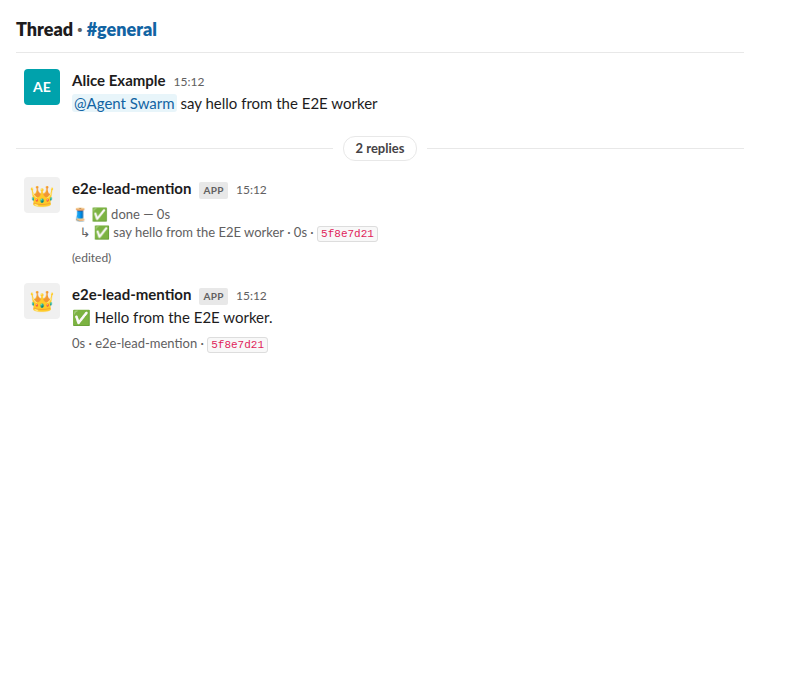 Thread • #general
AE
Alice Example 15:12
@Agent Swarm say hello from the E2E worker
2 replies
e2e-lead-mention APP 15:12
🧵 ✅ done — 0s
↳ ✅ say hello from the E2E worker · 0s · 5f8e7d21
(edited)
e2e-lead-mention APP 15:12
✅ Hello from the E2E worker.
0s · e2e-lead-mention · 5f8e7d21